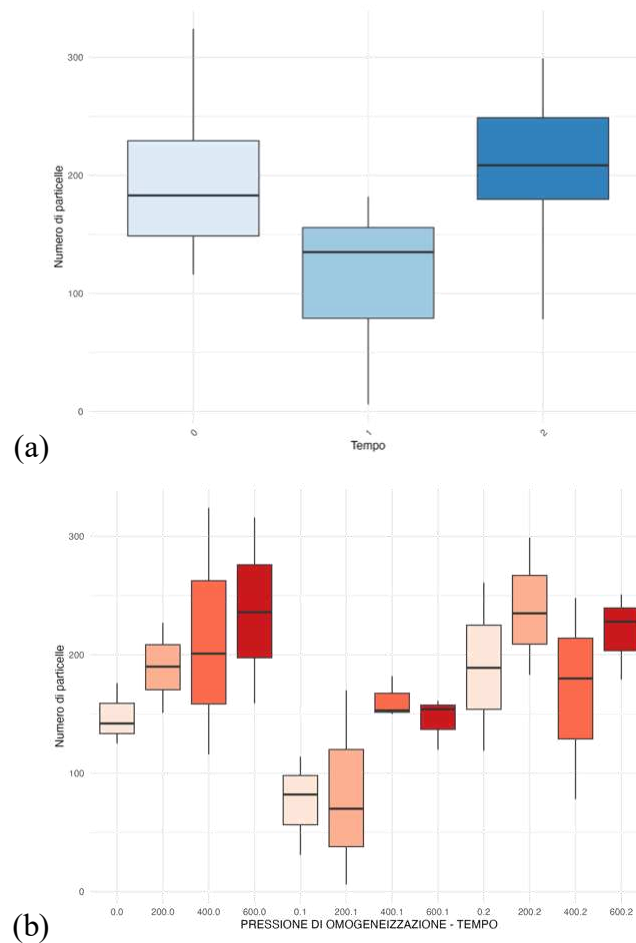 300
200
100
0
Numero di particelle
0
1
2
Tempo
(a)
300
200
100
0
Numero di particelle
0.0 200.0 400.0 600.0 0.1 200.1 400.1 600.1 0.2 200.2 400.2 600.2
PRESSIONE DI OMOGENEIZZAZIONE - TEMPO
(b)